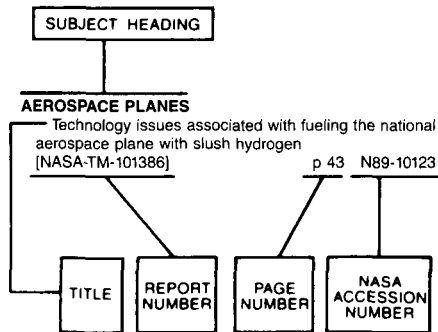 SUBJECT HEADING
AEROSPACE PLANES
Technology issues associated with fueling the national
aerospace plane with slush hydrogen
[NASA-TM-101386] p 43 N89-10123
TITLE
REPORT
NUMBER
PAGE
NUMBER
NASA
ACCESSION
NUMBER